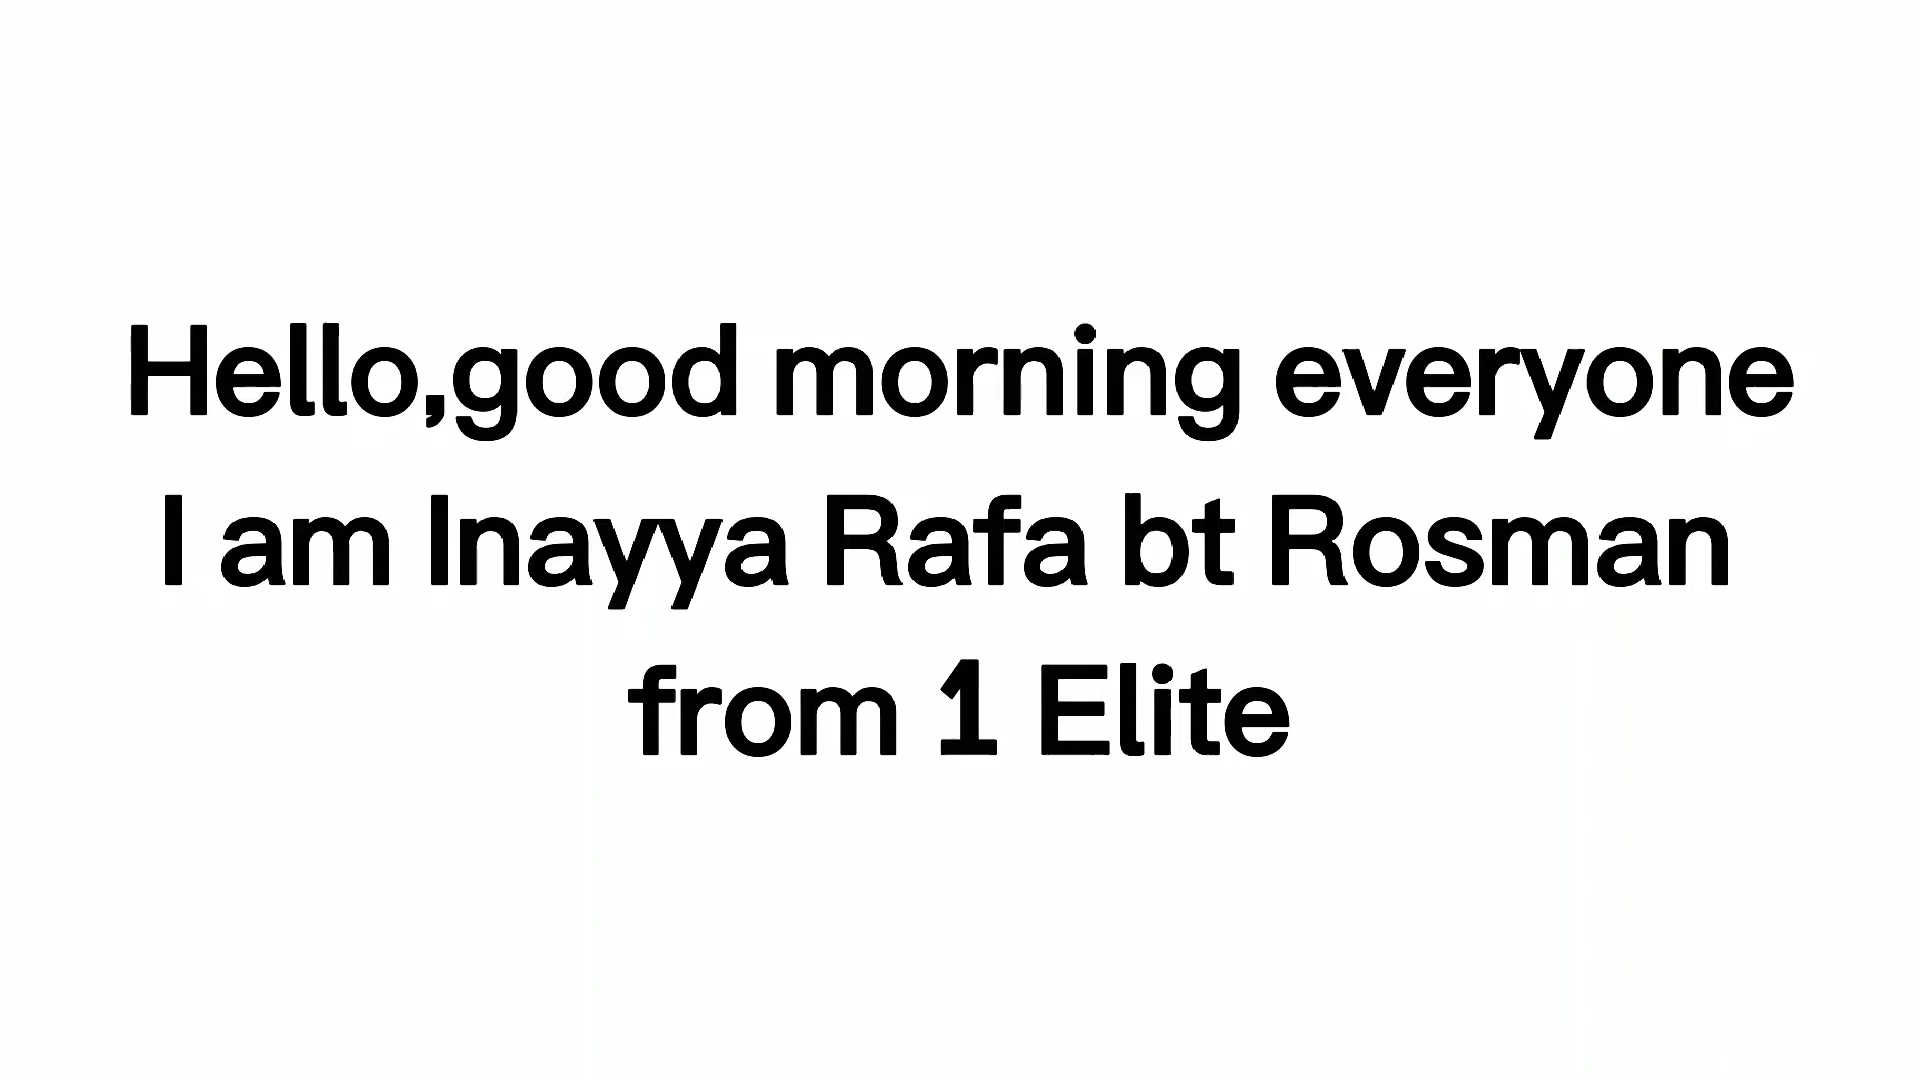 Hello,good morning everyone
I am Inayya Rafa bt Rosman
from 1 Elite